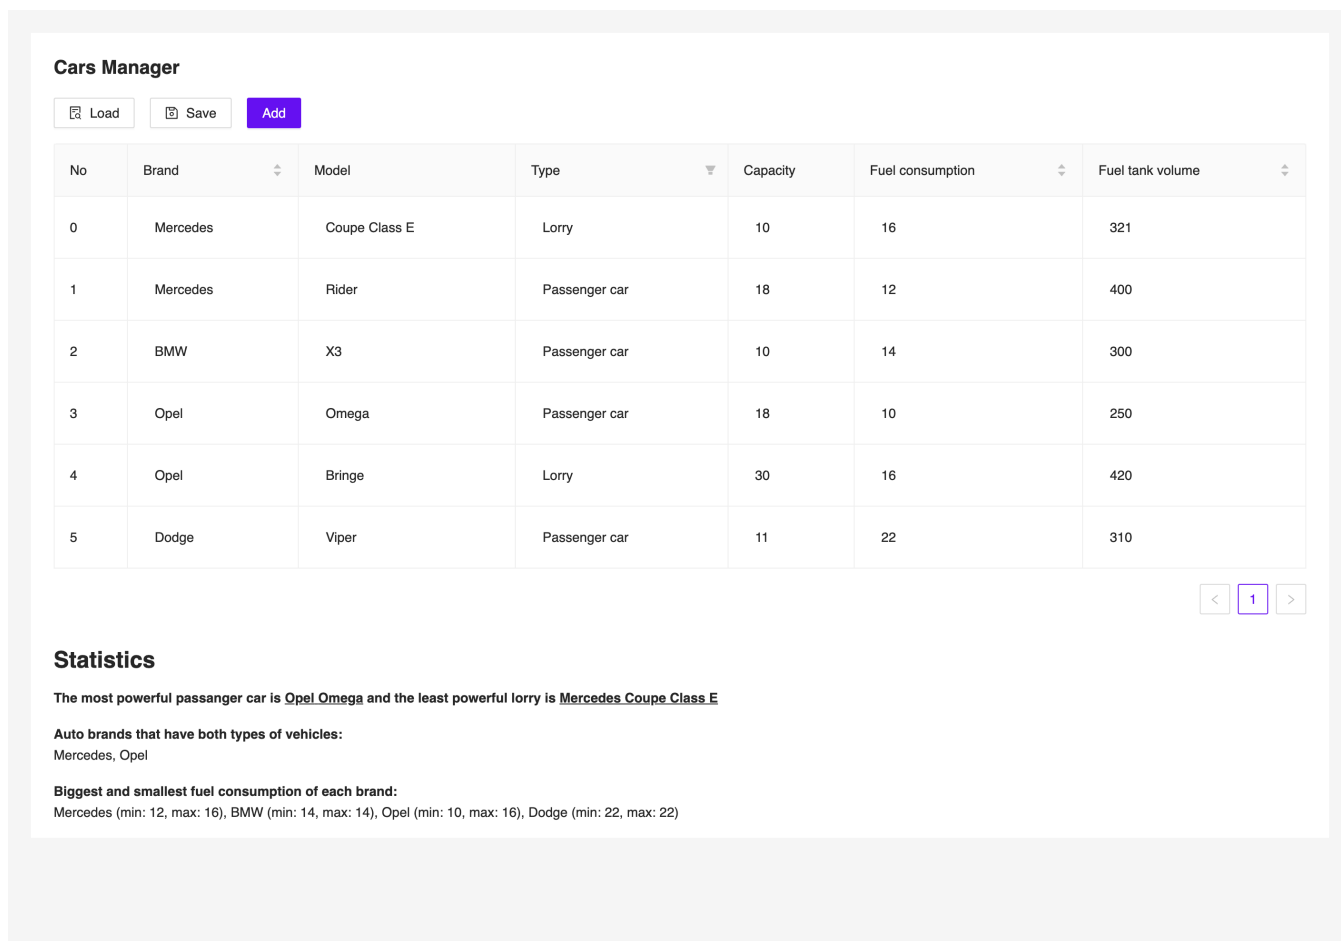 Cars Manager
Load Save Add
No Brand Model Type Capacity Fuel consumption Fuel tank volume
0 Mercedes Coupe Class E Lorry 10 16 321
1 Mercedes Rider Passenger car 18 12 400
2 BMW X3 Passenger car 10 14 300
3 Opel Omega Passenger car 18 10 250
4 Opel Bringe Lorry 30 16 420
5 Dodge Viper Passenger car 11 22 310
< 1 >
Statistics
The most powerful passanger car is Opel Omega and the least powerful lorry is Mercedes Coupe Class E
Auto brands that have both types of vehicles:
Mercedes, Opel
Biggest and smallest fuel consumption of each brand:
Mercedes (min: 12, max: 16), BMW (min: 14, max: 14), Opel (min: 10, max: 16), Dodge (min: 22, max: 22)